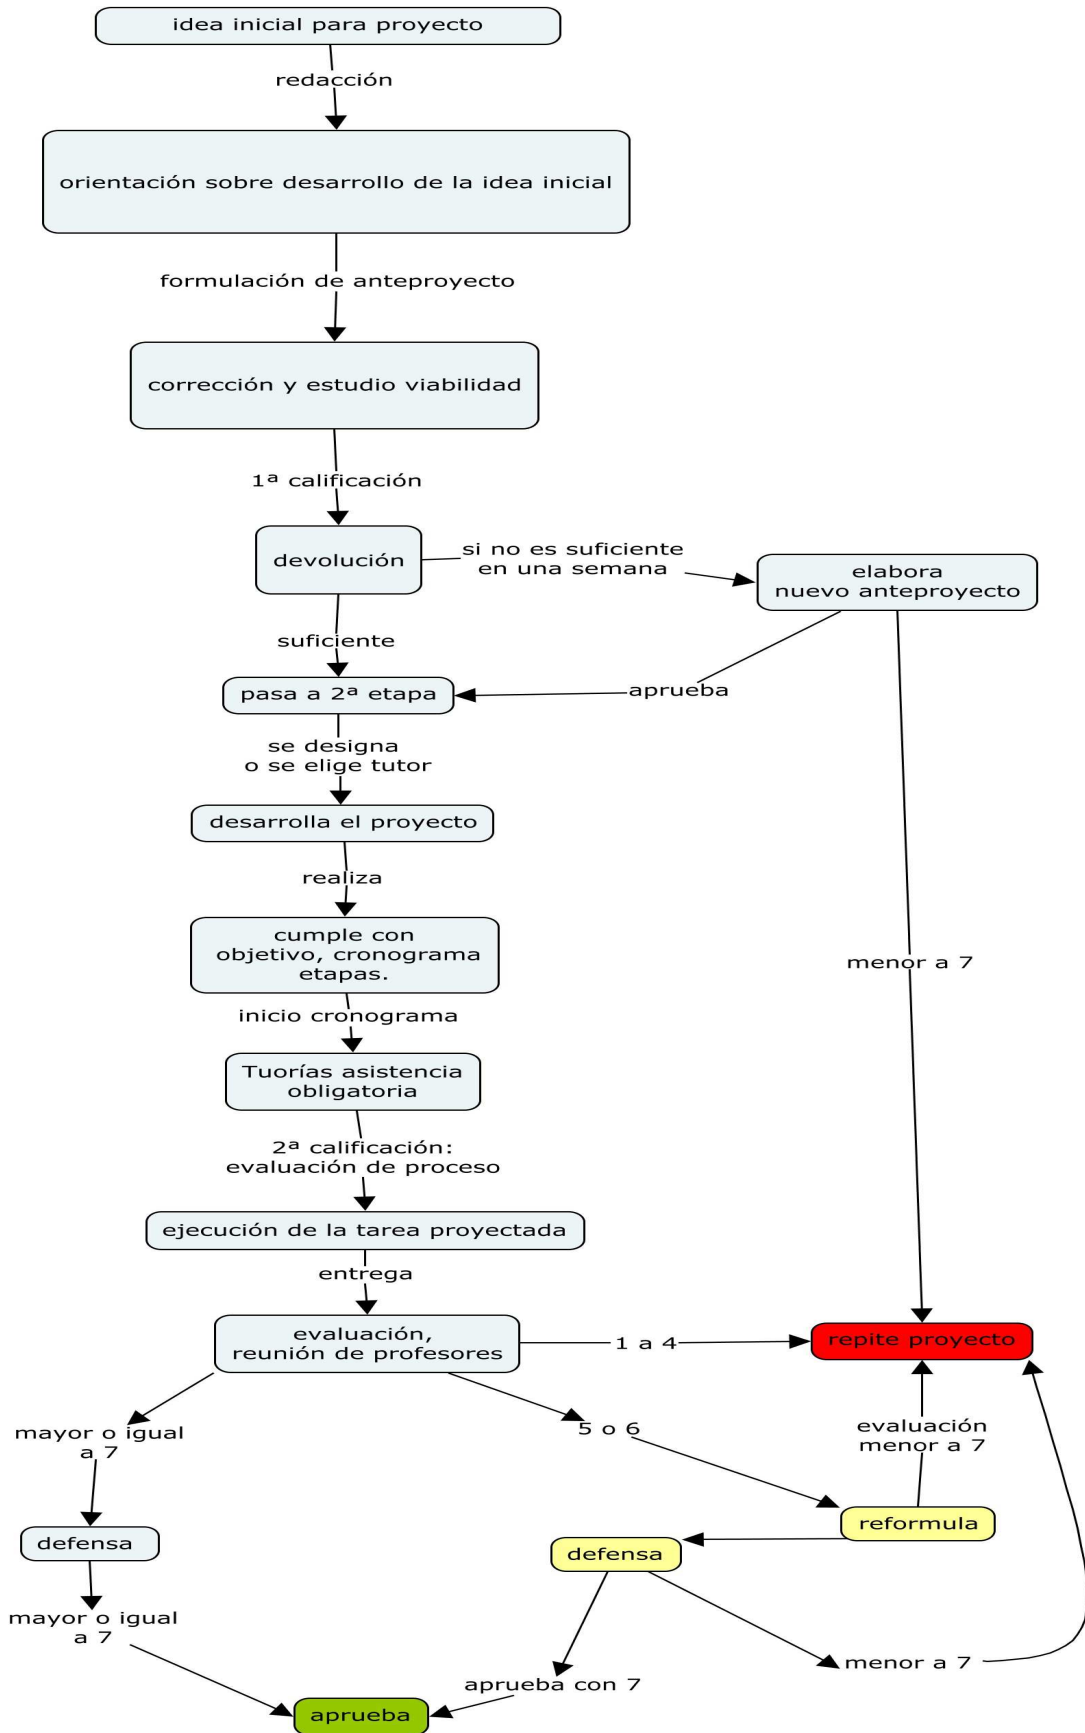 idea inicial para proyecto
redacción
orientación sobre desarrollo de la idea inicial
formulación de anteproyecto
corrección y estudio viabilidad
1ª calificación
devolución
si no es suficiente
en una semana
elabora
nuevo anteproyecto
suficiente
pasa a 2ª etapa
aprueba
se designa
o se elige tutor
desarrolla el proyecto
realiza
cumple con
objetivo, cronograma
etapas.
menor a 7
inicio cronograma
Tuorías asistencia
obligatoria
2ª calificación:
evaluación de proceso
ejecución de la tarea proyectada
entrega
evaluación,
reunión de profesores
1 a 4
repite proyecto
mayor o igual
a 7
5 o 6
evaluación
menor a 7
reformula
defensa
defensa
mayor o igual
a 7
menor a 7
aprueba con 7
aprueba